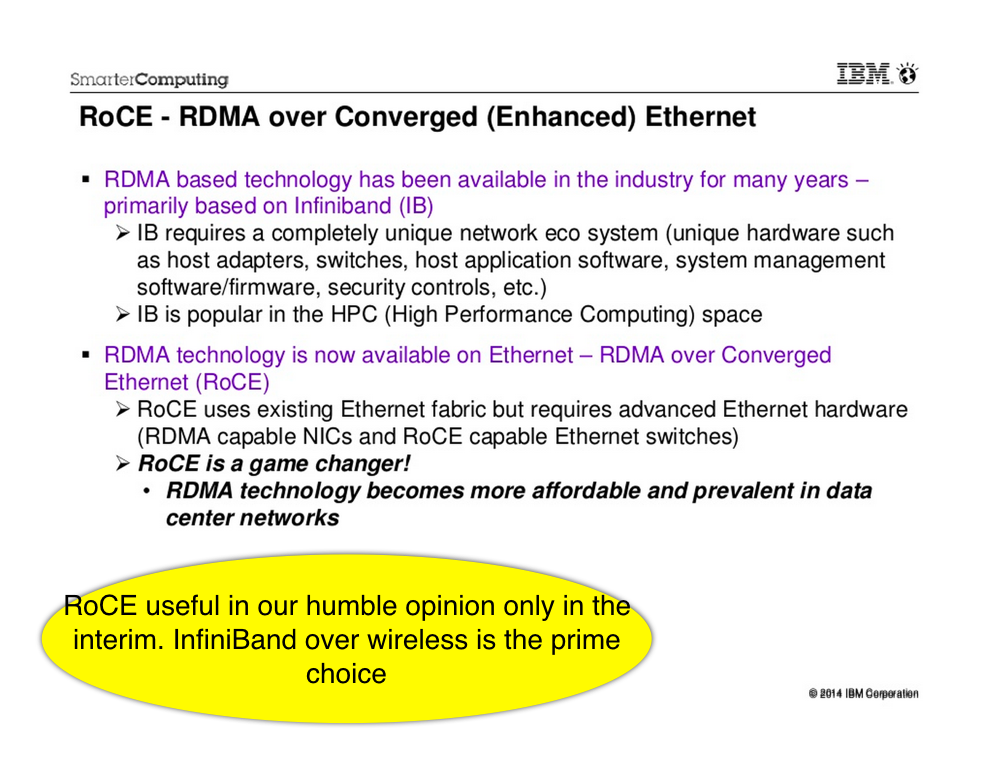 SmarterComputing
IBM
RoCE - RDMA over Converged (Enhanced) Ethernet
▪ RDMA based technology has been available in the industry for many years –
primarily based on Infiniband (IB)
➢ IB requires a completely unique network eco system (unique hardware such
as host adapters, switches, host application software, system management
software/firmware, security controls, etc.)
➢ IB is popular in the HPC (High Performance Computing) space
▪ RDMA technology is now available on Ethernet – RDMA over Converged
Ethernet (RoCE)
➢ RoCE uses existing Ethernet fabric but requires advanced Ethernet hardware
(RDMA capable NICs and RoCE capable Ethernet switches)
➢ RoCE is a game changer!
• RDMA technology becomes more affordable and prevalent in data
center networks
RoCE useful in our humble opinion only in the
interim. InfiniBand over wireless is the prime
choice
© 2014 IBM Corporation